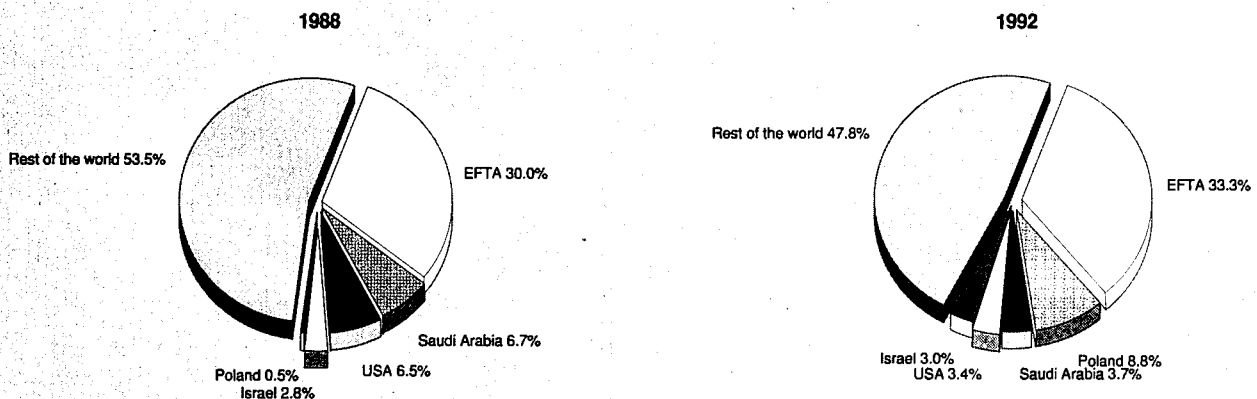 1988
Rest of the world 53.5%
EFTA 30.0%
Saudi Arabia 6.7%
USA 6.5%
Poland 0.5%
Israel 2.8%
1992
Rest of the world 47.8%
EFTA 33.3%
Poland 8.8%
Saudi Arabia 3.7%
USA 3.4%
Israel 3.0%